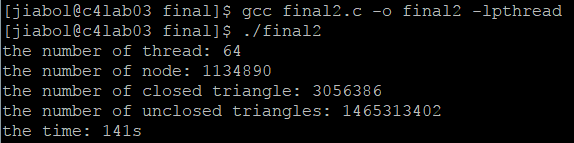 [jiabol@c4lab03 final]$ gcc final2.c -o final2 -lpthread
[jiabol@c4lab03 final]$ ./final2
the number of thread: 64
the number of node: 1134890
the number of closed triangle: 3056386
the number of unclosed triangles: 1465313402
the time: 141s